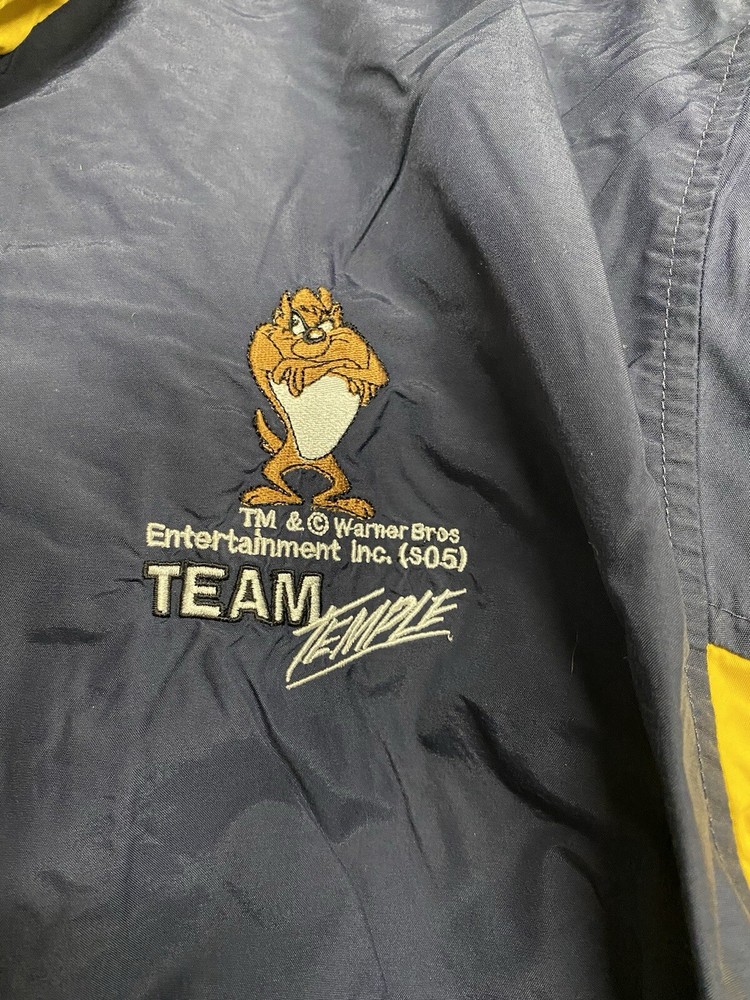 TM & © Warner Bros
Entertainment Inc. (s05)
TEAM
TEMPLE